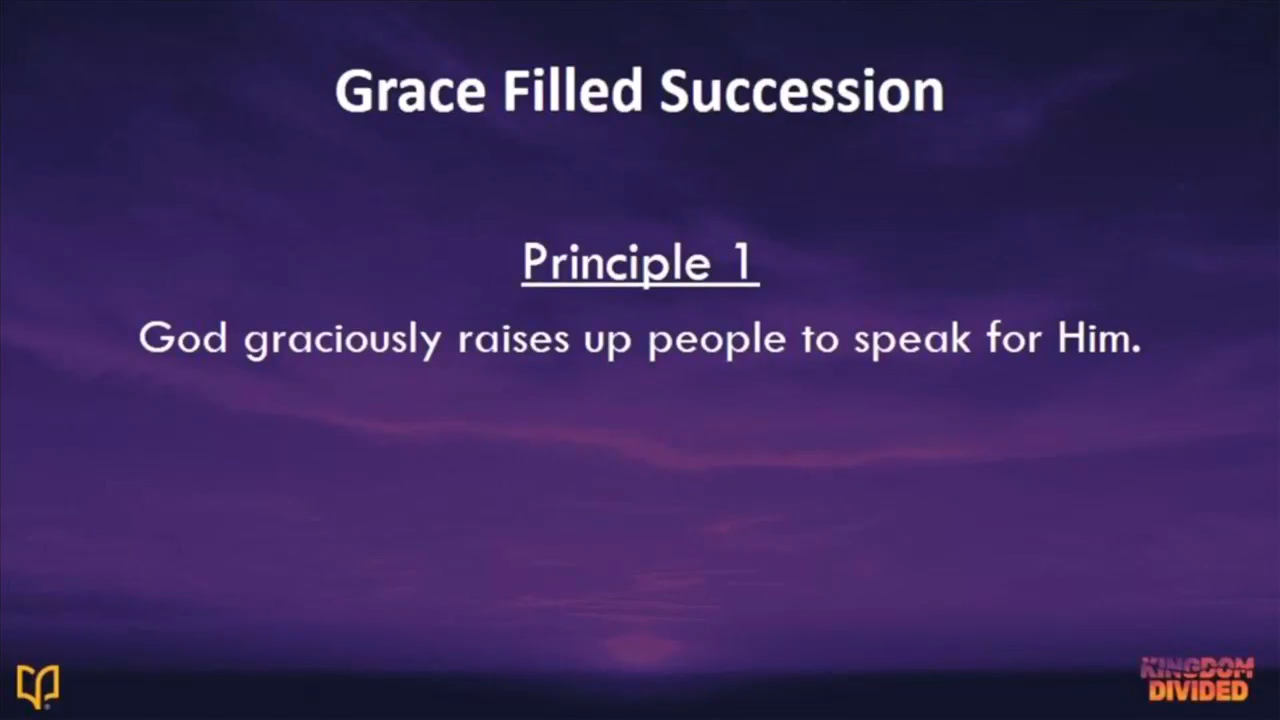 Grace Filled Succession
Principle 1
God graciously raises up people to speak for Him.
KINGDOM
DIVIDED